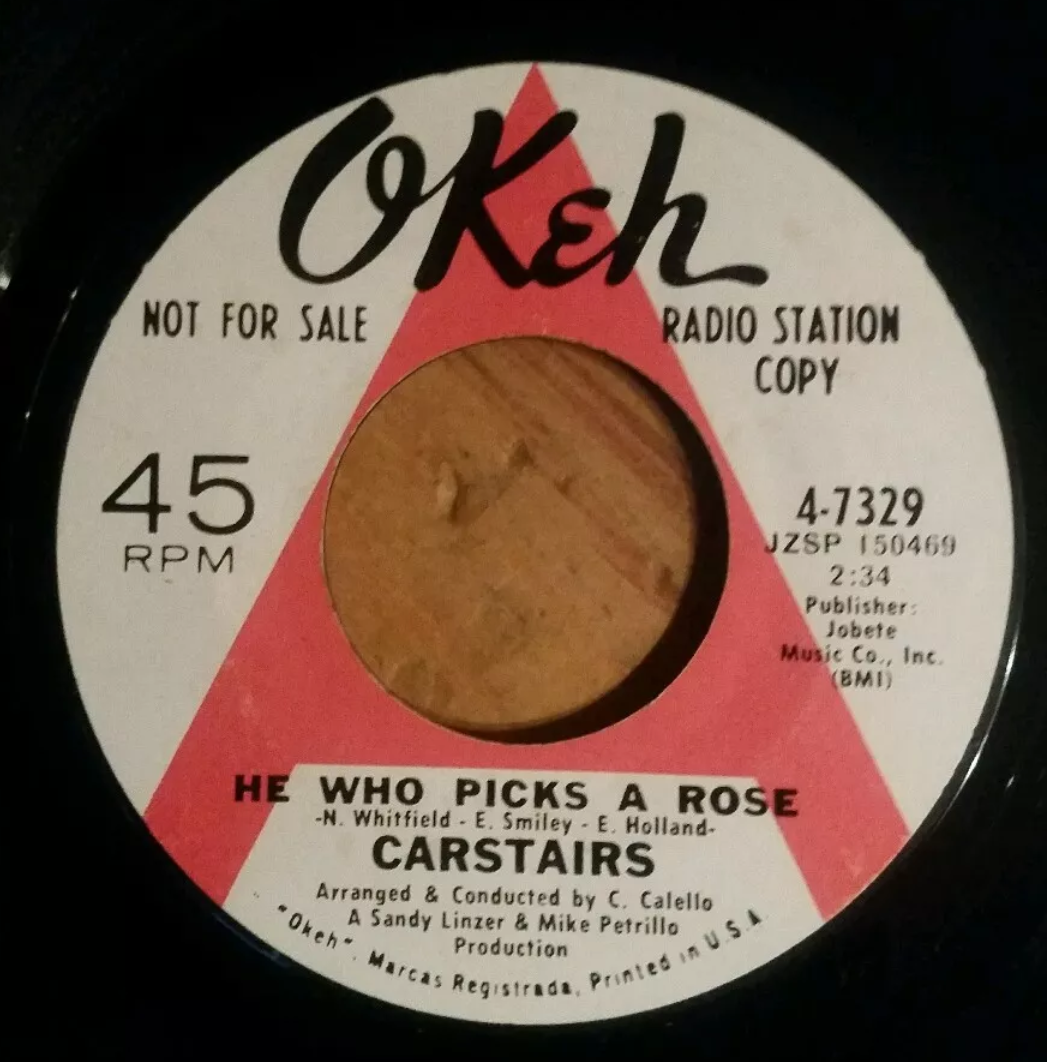 OKeh
NOT FOR SALE
RADIO STATION
COPY
45
RPM
4-7329
JZSP 150469
2:34
Publisher:
Jobete
Music Co., Inc.
(BMI)
HE WHO PICKS A ROSE
-N. Whitfield - E. Smiley - E. Holland-
CARSTAIRS
Arranged & Conducted by C. Calello
A Sandy Linzer & Mike Petrillo
Production
"Okeh". Marcas Registrada. Printed in U.S.A.